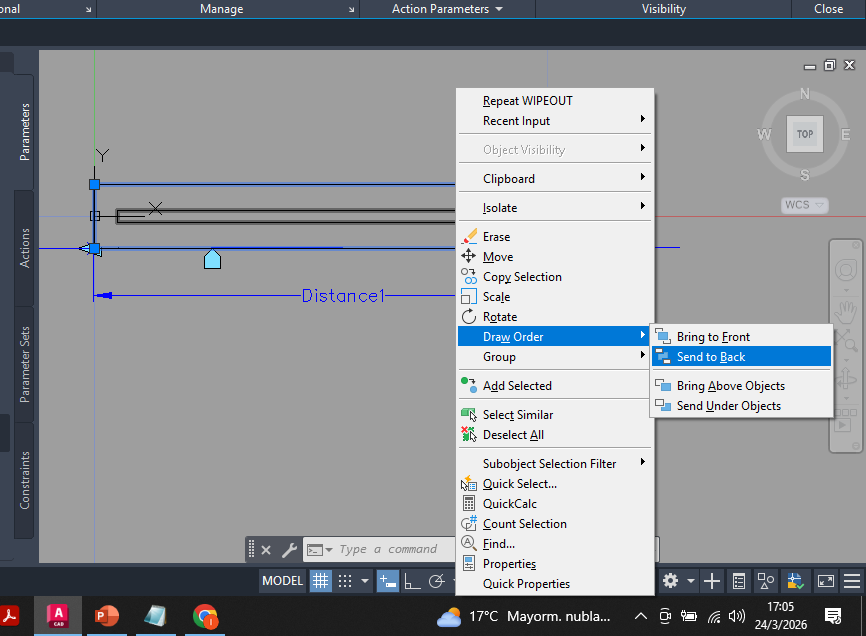 onal
Manage
Action Parameters
Visibility
Close
Parameters
Actions
Parameter Sets
Constraints
Y
X
Distance1
N
W
TOP
E
S
WCS
Repeat WIPEOUT
Recent Input
Object Visibility
Clipboard
Isolate
Erase
Move
Copy Selection
Scale
Rotate
Draw Order
Group
Add Selected
Select Similar
Deselect All
Subobject Selection Filter
Quick Select...
QuickCalc
Count Selection
Find...
Properties
Quick Properties
Bring to Front
Send to Back
Bring Above Objects
Send Under Objects
Type a command
MODEL
A
CAD
P
I
17°C Mayorm. nubla...
17:05
24/3/2026